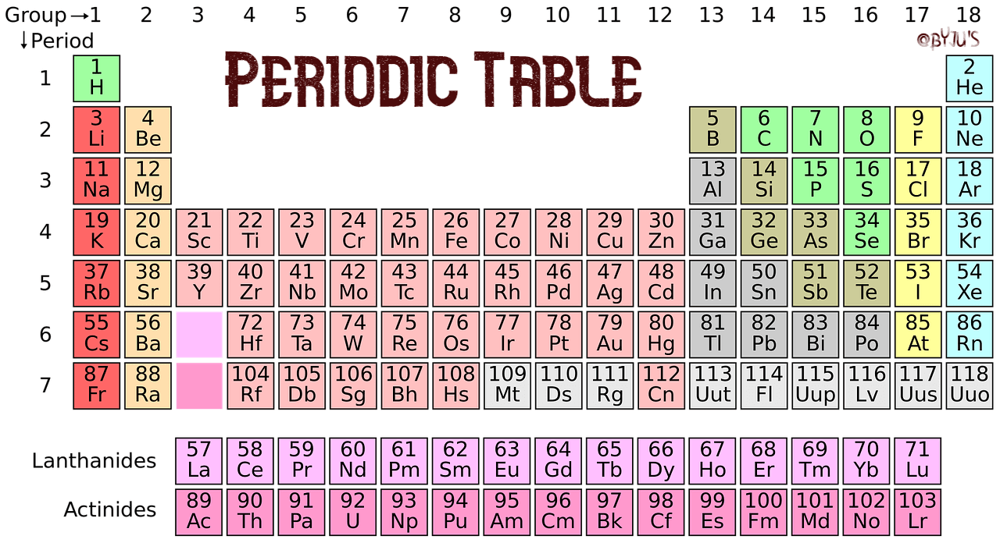 Group →1 2 3 4 5 6 7 8 9 10 11 12 13 14 15 16 17 18
↓Period
@BYJU'S
PERIODIC TABLE
1 1 2
H He
2 3 4 5 6 7 8 9 10
Li Be B C N O F Ne
3 11 12 13 14 15 16 17 18
Na Mg Al Si P S Cl Ar
4 19 20 21 22 23 24 25 26 27 28 29 30 31 32 33 34 35 36
K Ca Sc Ti V Cr Mn Fe Co Ni Cu Zn Ga Ge As Se Br Kr
5 37 38 39 40 41 42 43 44 45 46 47 48 49 50 51 52 53 54
Rb Sr Y Zr Nb Mo Tc Ru Rh Pd Ag Cd In Sn Sb Te I Xe
6 55 56 72 73 74 75 76 77 78 79 80 81 82 83 84 85 86
Cs Ba Hf Ta W Re Os Ir Pt Au Hg Tl Pb Bi Po At Rn
7 87 88 104 105 106 107 108 109 110 111 112 113 114 115 116 117 118
Fr Ra Rf Db Sg Bh Hs Mt Ds Rg Cn Uut Fl Uup Lv Uus Uuo
Lanthanides 57 58 59 60 61 62 63 64 65 66 67 68 69 70 71
La Ce Pr Nd Pm Sm Eu Gd Tb Dy Ho Er Tm Yb Lu
Actinides 89 90 91 92 93 94 95 96 97 98 99 100 101 102 103
Ac Th Pa U Np Pu Am Cm Bk Cf Es Fm Md No Lr